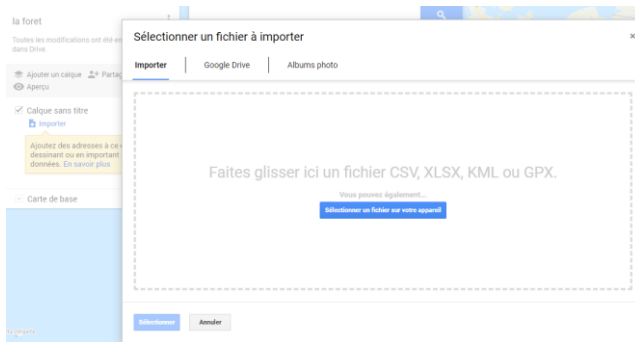 la foret
Toutes les modifications ont été en
dans Drive
Ajouter un calque
Partag
Aperçu
Calque sans titre
Importer
Ajoutez des adresses à ce
dessinant ou en important
données. En savoir plus
Carte de base
Sélectionner un fichier à importer
Importer
Google Drive
Albums photo
Faites glisser ici un fichier CSV, XLSX, KML ou GPX.
Vous pouvez également...
Sélectionner un fichier sur votre appareil
Sélectionner
Annuler